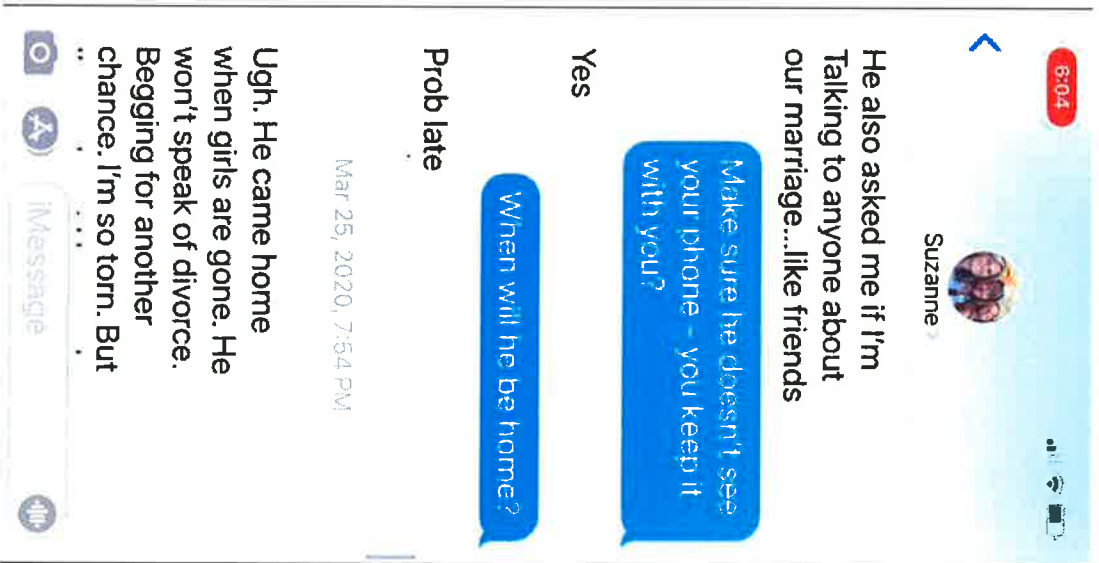 6:04
Suzanne >
He also asked me if I'm
Talking to anyone about
our marriage...like friends
Make sure he doesn't see
your phone - you keep it
with you?
Yes
When will he be home?
Prob late
Mar 25, 2020, 7:54 PM
Ugh. He came home
when girls are gone. He
won't speak of divorce.
Begging for another
chance. I'm so torn. But
iMessage